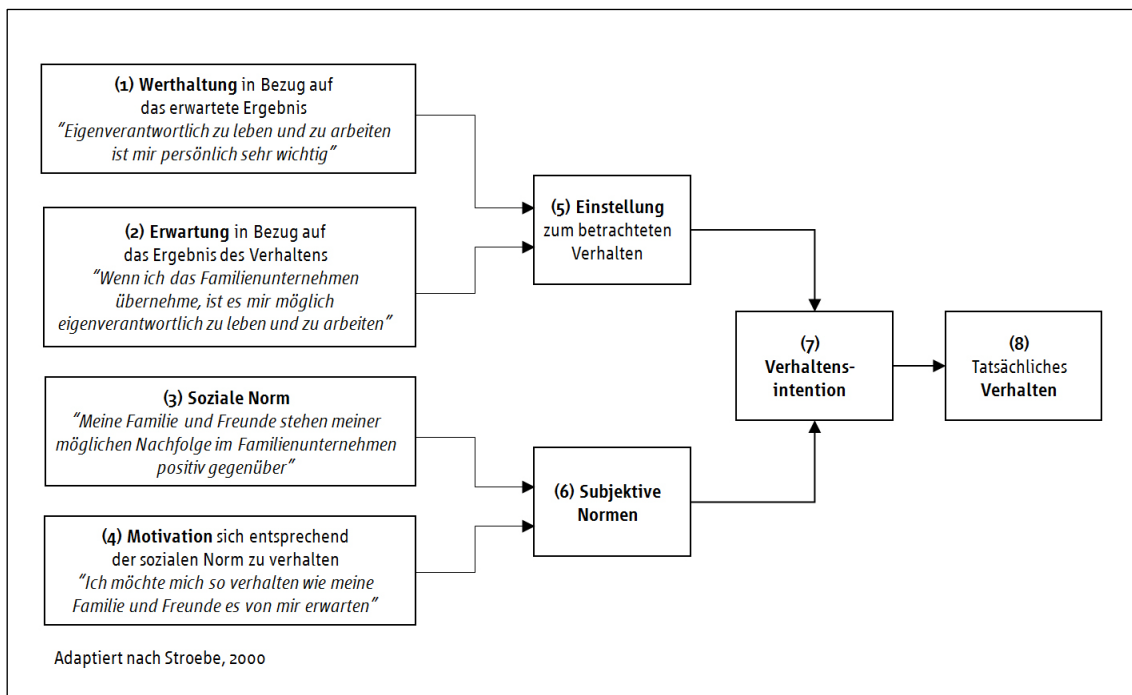 (1) Werthaltung in Bezug auf
das erwartete Ergebnis
"Eigenverantwortlich zu leben und zu arbeiten
ist mir persönlich sehr wichtig"
(2) Erwartung in Bezug auf
das Ergebnis des Verhaltens
"Wenn ich das Familienunternehmen
übernehme, ist es mir möglich
eigenverantwortlich zu leben und zu arbeiten"
(3) Soziale Norm
"Meine Familie und Freunde stehen meiner
möglichen Nachfolge im Familienunternehmen
positiv gegenüber"
(4) Motivation sich entsprechend
der sozialen Norm zu verhalten
"Ich möchte mich so verhalten wie meine
Familie und Freunde es von mir erwarten"
(5) Einstellung
zum betrachteten
Verhalten
(6) Subjektive
Normen
(7)
Verhaltens-
intention
(8)
Tatsächliches
Verhalten
Adaptiert nach Stroebe, 2000